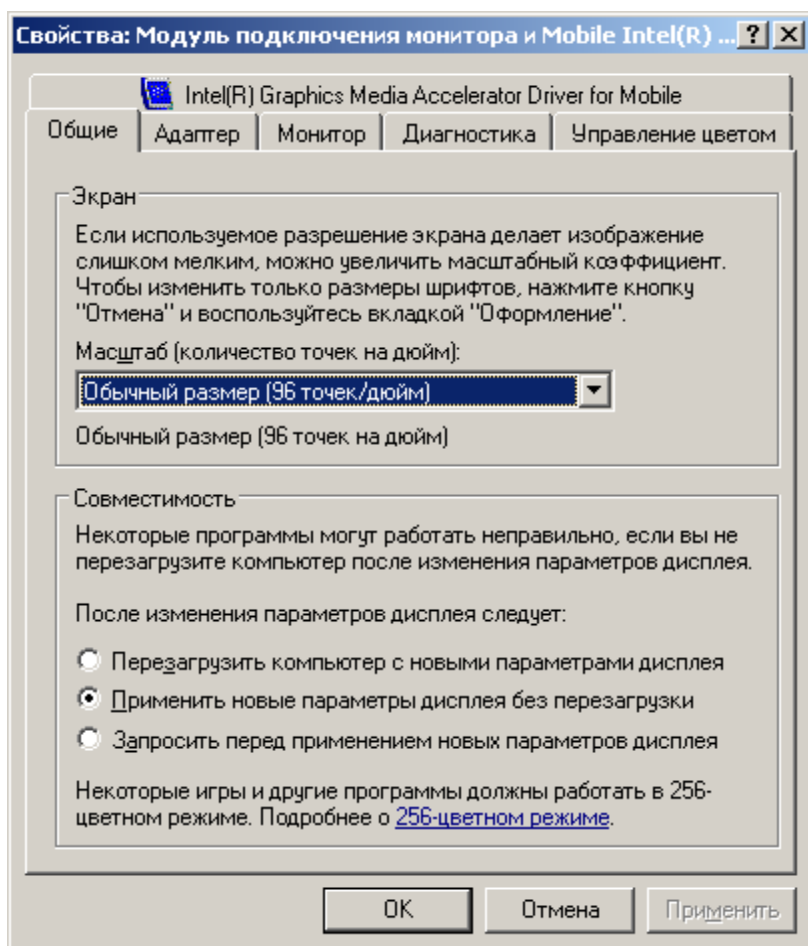 Свойства: Модуль подключения монитора и Mobile Intel(R) ...
Intel(R) Graphics Media Accelerator Driver for Mobile
Общие Адаптер Монитор Диагностика Управление цветом
Экран
Если используемое разрешение экрана делает изображение
слишком мелким, можно увеличить масштабный коэффициент.
Чтобы изменить только размеры шрифтов, нажмите кнопку
"Отмена" и воспользуйтесь вкладкой "Оформление".
Масштаб (количество точек на дюйм):
Обычный размер (96 точек/дюйм)
Обычный размер (96 точек на дюйм)
Совместимость
Некоторые программы могут работать неправильно, если вы не
перезагрузите компьютер после изменения параметров дисплея.
После изменения параметров дисплея следует:
Перезагрузить компьютер с новыми параметрами дисплея
Применить новые параметры дисплея без перезагрузки
Запросить перед применением новых параметров дисплея
Некоторые игры и другие программы должны работать в 256-
цветном режиме. Подробнее о 256-цветном режиме.
OK Отмена Применить